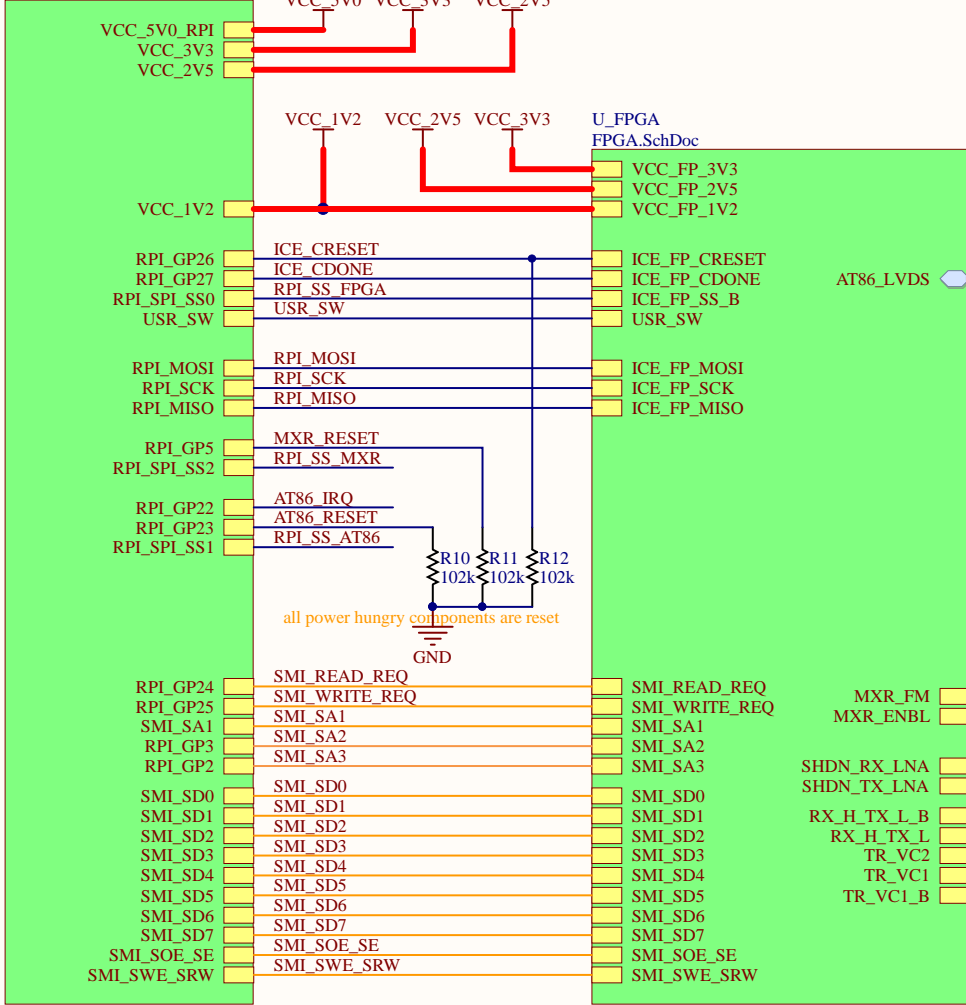 VCC_5V0 VCC_3V3 VCC_2V5
VCC_5V0_RPI
VCC_3V3
VCC_2V5
VCC_1V2 VCC_2V5 VCC_3V3
U_FPGA
FPGA.SchDoc
VCC_FP_3V3
VCC_FP_2V5
VCC_1V2 VCC_FP_1V2
RPI_GP26 ICE_CRESET ICE_FP_CRESET
RPI_GP27 ICE_CDONE ICE_FP_CDONE AT86_LVDS
RPI_SPI_SS0 RPI_SS_FPGA ICE_FP_SS_B
USR_SW USR_SW USR_SW
RPI_MOSI RPI_MOSI ICE_FP_MOSI
RPI_SCK RPI_SCK ICE_FP_SCK
RPI_MISO RPI_MISO ICE_FP_MISO
RPI_GP5 MXR_RESET
RPI_SPI_SS2 RPI_SS_MXR
RPI_GP22 AT86_IRQ
RPI_GP23 AT86_RESET
RPI_SPI_SS1 RPI_SS_AT86
R10 R11 R12
102k 102k 102k
all power hungry components are reset
GND
RPI_GP24 SMI_READ_REQ SMI_READ_REQ MXR_FM
RPI_GP25 SMI_WRITE_REQ SMI_WRITE_REQ MXR_ENBL
SMI_SA1 SMI_SA1 SMI_SA1
RPI_GP3 SMI_SA2 SMI_SA2
RPI_GP2 SMI_SA3 SMI_SA3 SHDN_RX_LNA
SHDN_TX_LNA
SMI_SD0 SMI_SD0 SMI_SD0
SMI_SD1 SMI_SD1 SMI_SD1 RX_H_TX_L_B
SMI_SD2 SMI_SD2 SMI_SD2 RX_H_TX_L
SMI_SD3 SMI_SD3 SMI_SD3 TR_VC2
SMI_SD4 SMI_SD4 SMI_SD4 TR_VC1
SMI_SD5 SMI_SD5 SMI_SD5 TR_VC1_B
SMI_SD6 SMI_SD6 SMI_SD6
SMI_SD7 SMI_SD7 SMI_SD7
SMI_SOE_SE SMI_SOE_SE SMI_SOE_SE
SMI_SWE_SRW SMI_SWE_SRW SMI_SWE_SRW